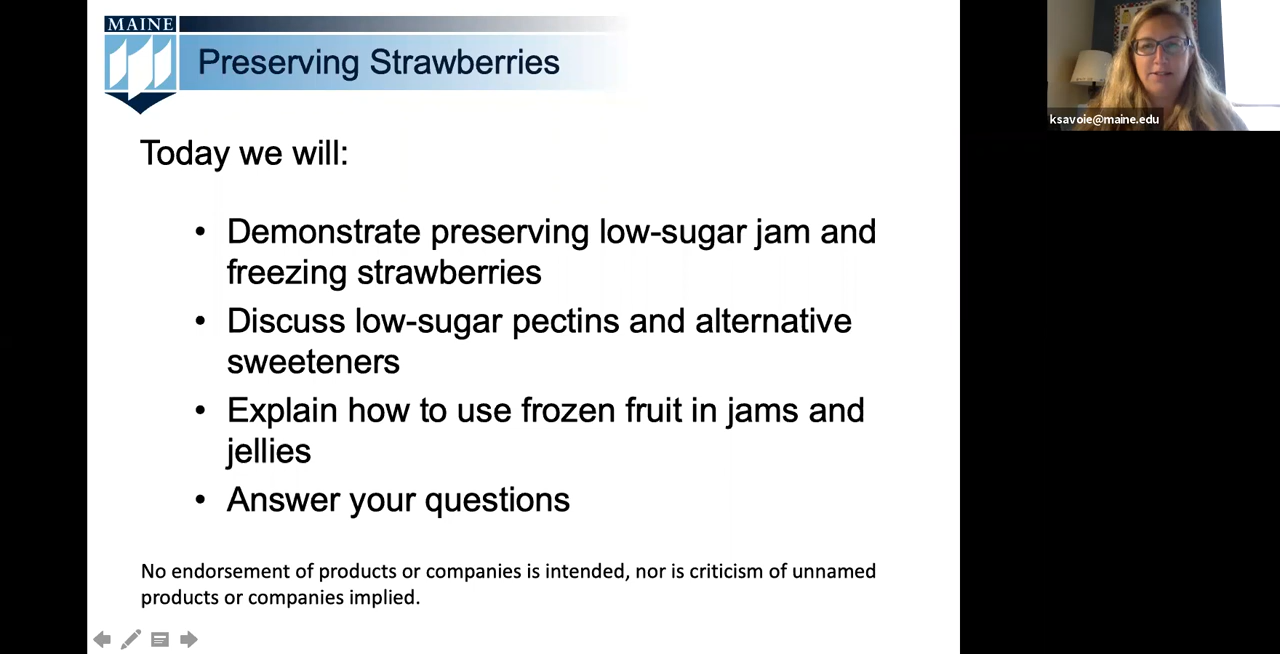 MAINE
Preserving Strawberries
ksavoie@maine.edu
Today we will:
• Demonstrate preserving low-sugar jam and
freezing strawberries
• Discuss low-sugar pectins and alternative
sweeteners
• Explain how to use frozen fruit in jams and
jellies
• Answer your questions
No endorsement of products or companies is intended, nor is criticism of unnamed
products or companies implied.